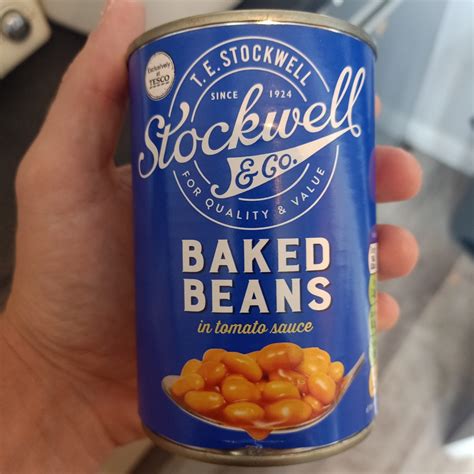 Exclusively
at
TESCO
T.E. STOCKWELL
SINCE 1924
Stockwell
& Co.
FOR QUALITY & VALUE
BAKED
BEANS
in tomato sauce